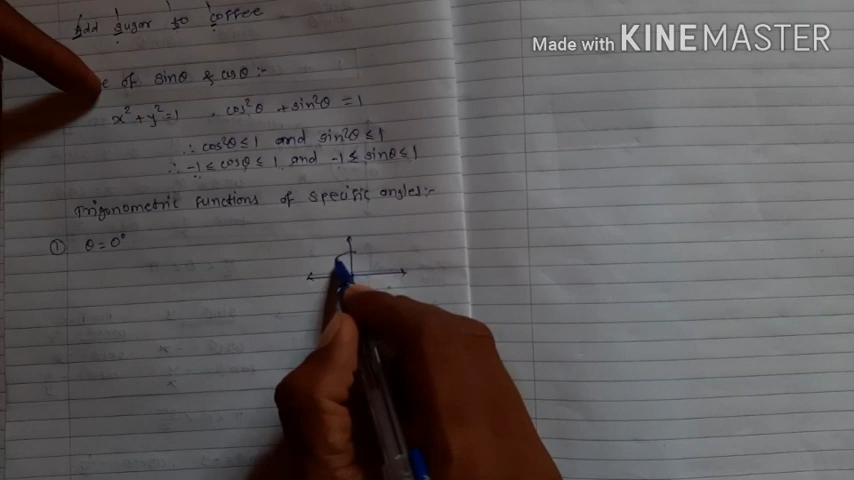 Add sugar to coffee
Made with KINEMASTER
of sinθ & cosθ :-
x² + y² = 1 , cos²θ + sin²θ = 1
∴ cos²θ ≤ 1 and sin²θ ≤ 1
∴ -1 ≤ cosθ ≤ 1 and -1 ≤ sinθ ≤ 1
Trigonometric functions of specific angles:-
① θ = 0°